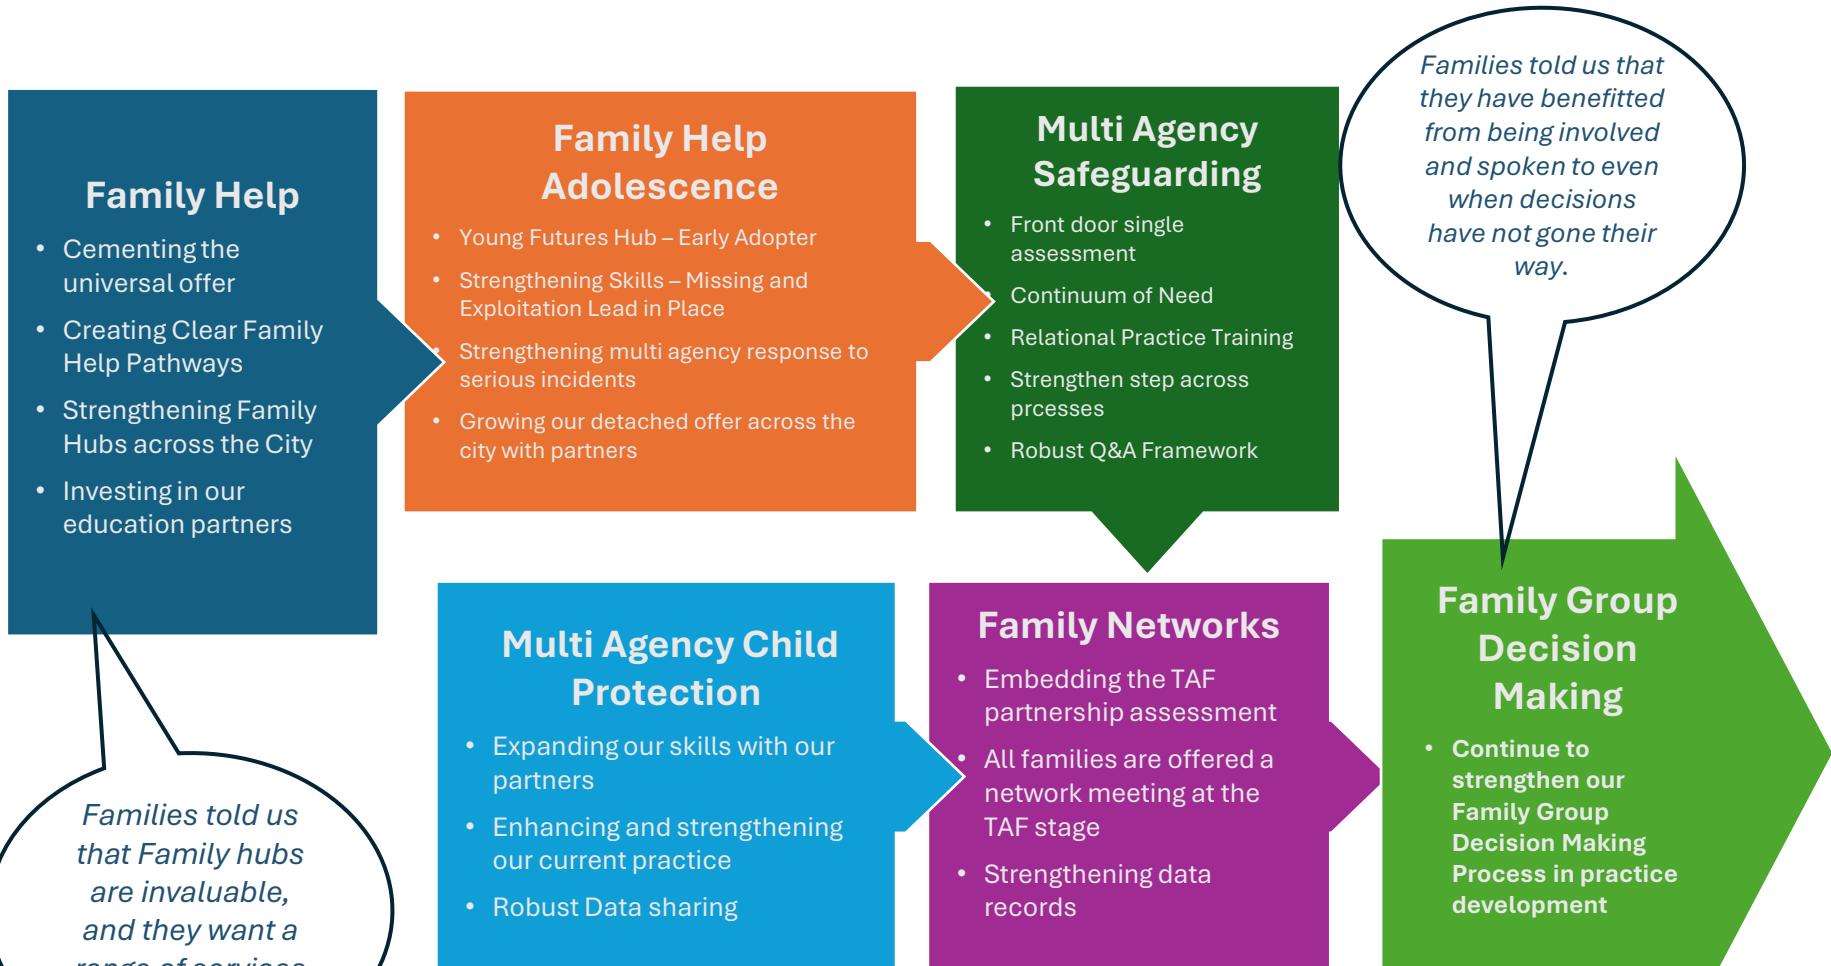 Family Help
• Cementing the
universal offer
• Creating Clear Family
Help Pathways
• Strengthening Family
Hubs across the City
• Investing in our
education partners
Family Help
Adolescence
• Young Futures Hub – Early Adopter
• Strengthening Skills – Missing and
Exploitation Lead in Place
• Strengthening multi agency response to
serious incidents
• Growing our detached offer across the
city with partners
Multi Agency
Safeguarding
• Front door single
assessment
• Continuum of Need
• Relational Practice Training
• Strengthen step across
prcesses
• Robust Q&A Framework
Families told us that
they have benefitted
from being involved
and spoken to even
when decisions
have not gone their
way.
Families told us
that Family hubs
are invaluable,
and they want a
range of services
Multi Agency Child
Protection
• Expanding our skills with our
partners
• Enhancing and strengthening
our current practice
• Robust Data sharing
Family Networks
• Embedding the TAF
partnership assessment
• All families are offered a
network meeting at the
TAF stage
• Strengthening data
records
Family Group
Decision
Making
• Continue to
strengthen our
Family Group
Decision Making
Process in practice
development